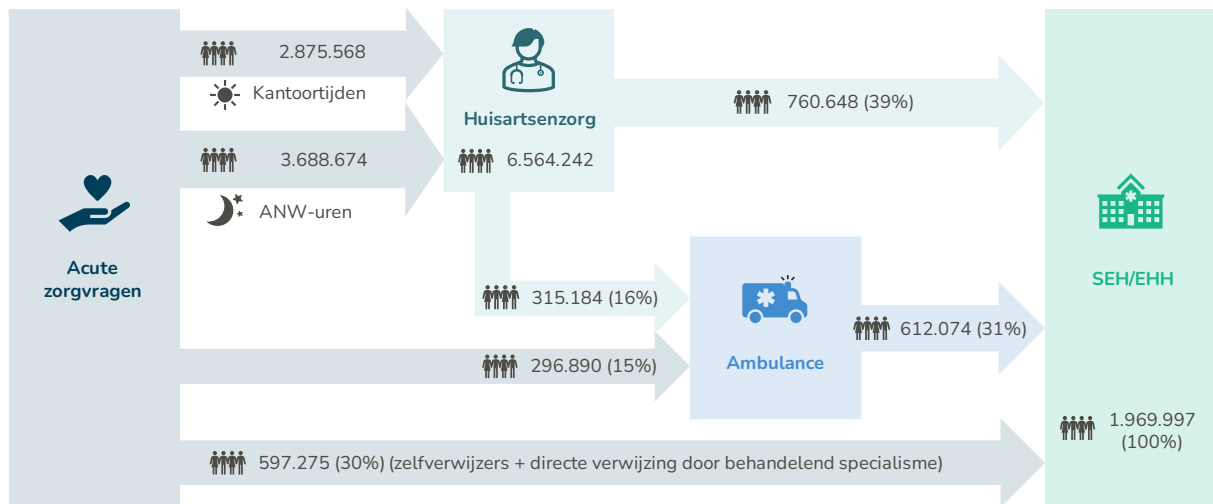 2.875.568
Kantoortijden
3.688.674
ANW-uren
Acute
zorgvragen
Huisartsenzorg
6.564.242
760.648 (39%)
315.184 (16%)
296.890 (15%)
Ambulance
612.074 (31%)
SEH/EHH
1.969.997
(100%)
597.275 (30%) (zelfverwijzers + directe verwijzing door behandelend specialisme)